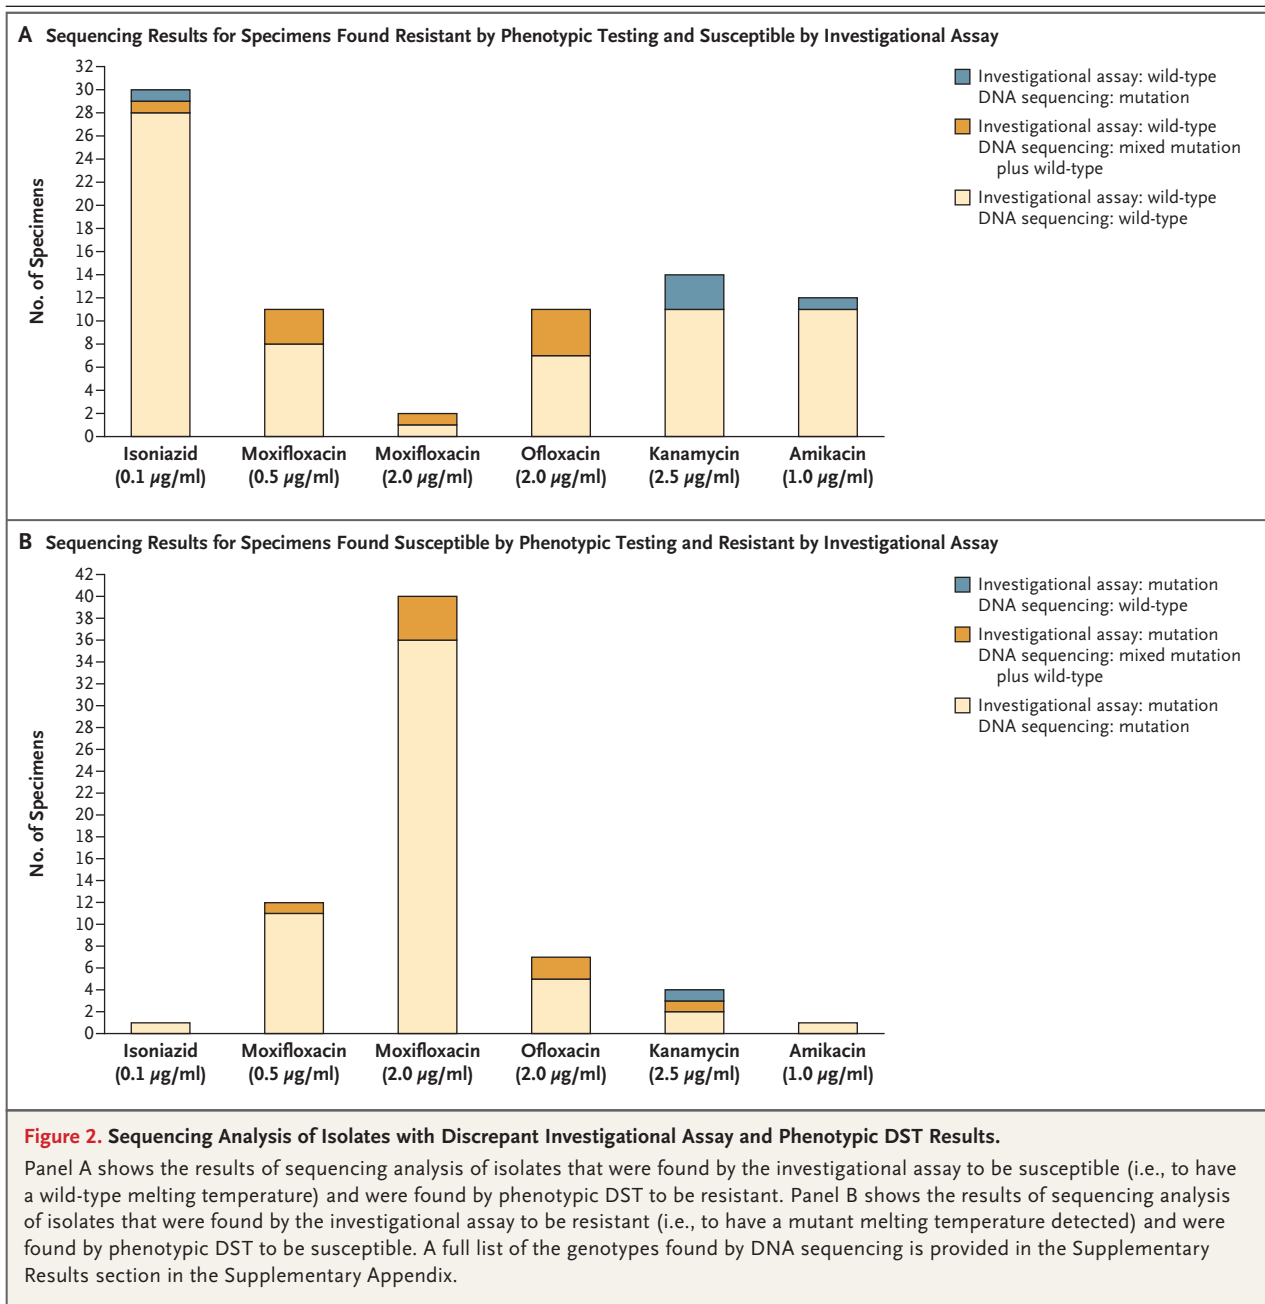 A Sequencing Results for Specimens Found Resistant by Phenotypic Testing and Susceptible by Investigational Assay
No. of Specimens
32
30
28
26
24
22
20
18
16
14
12
10
8
6
4
2
0
Isoniazid
(0.1 µg/ml)
Moxifloxacin
(0.5 µg/ml)
Moxifloxacin
(2.0 µg/ml)
Ofloxacin
(2.0 µg/ml)
Kanamycin
(2.5 µg/ml)
Amikacin
(1.0 µg/ml)
Investigational assay: wild-type
DNA sequencing: mutation
Investigational assay: wild-type
DNA sequencing: mixed mutation
plus wild-type
Investigational assay: wild-type
DNA sequencing: wild-type
B Sequencing Results for Specimens Found Susceptible by Phenotypic Testing and Resistant by Investigational Assay
No. of Specimens
42
40
38
36
34
32
30
28
26
24
22
20
18
16
14
12
10
8
6
4
2
0
Isoniazid
(0.1 µg/ml)
Moxifloxacin
(0.5 µg/ml)
Moxifloxacin
(2.0 µg/ml)
Ofloxacin
(2.0 µg/ml)
Kanamycin
(2.5 µg/ml)
Amikacin
(1.0 µg/ml)
Investigational assay: mutation
DNA sequencing: wild-type
Investigational assay: mutation
DNA sequencing: mixed mutation
plus wild-type
Investigational assay: mutation
DNA sequencing: mutation
Figure 2. Sequencing Analysis of Isolates with Discrepant Investigational Assay and Phenotypic DST Results.
Panel A shows the results of sequencing analysis of isolates that were found by the investigational assay to be susceptible (i.e., to have
a wild-type melting temperature) and were found by phenotypic DST to be resistant. Panel B shows the results of sequencing analysis
of isolates that were found by the investigational assay to be resistant (i.e., to have a mutant melting temperature detected) and were
found by phenotypic DST to be susceptible. A full list of the genotypes found by DNA sequencing is provided in the Supplementary
Results section in the Supplementary Appendix.